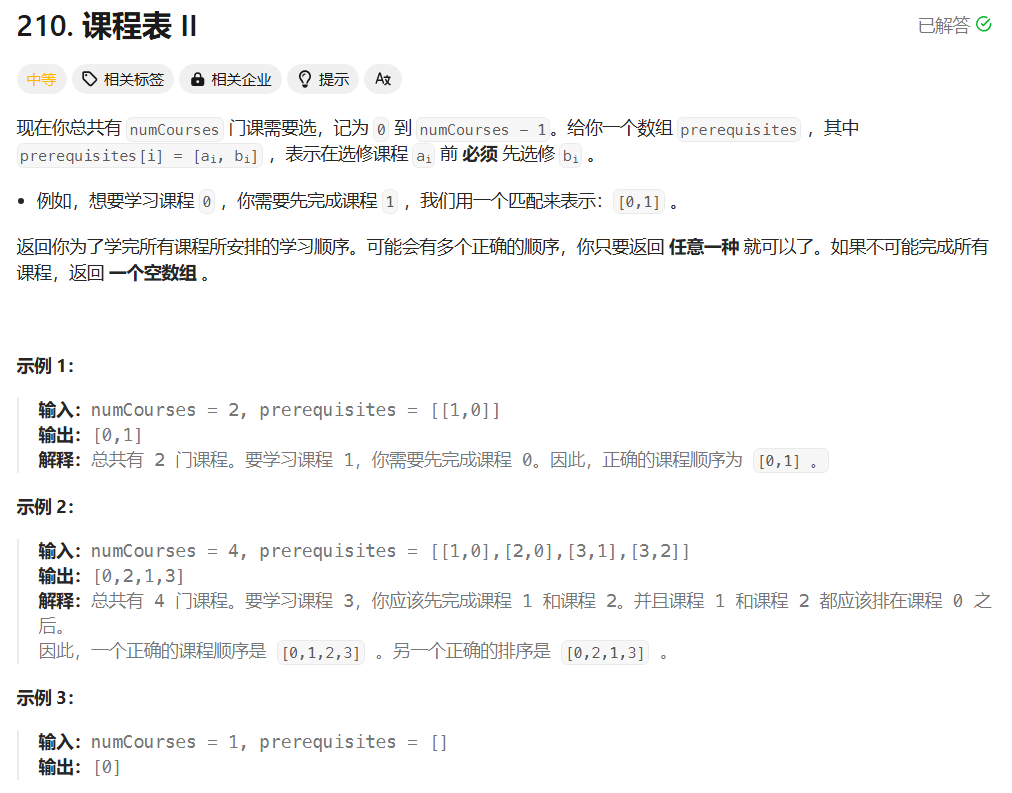 210. 课程表 II
已解答
中等 相关标签 相关企业 提示 Ax
现在你总共有 numCourses 门课需要选，记为 0 到 numCourses - 1。给你一个数组 prerequisites ，其中
prerequisites[i] = [aᵢ, bᵢ] ，表示在选修课程 aᵢ 前 必须 先选修 bᵢ 。
• 例如，想要学习课程 0 ，你需要先完成课程 1 ，我们用一个匹配来表示：[0,1] 。
返回你为了学完所有课程所安排的学习顺序。可能会有多个正确的顺序，你只要返回 任意一种 就可以了。如果不可能完成所有
课程，返回 一个空数组 。
示例 1：
输入：numCourses = 2, prerequisites = [[1,0]]
输出：[0,1]
解释：总共有 2 门课程。要学习课程 1，你需要先完成课程 0。因此，正确的课程顺序为 [0,1] 。
示例 2：
输入：numCourses = 4, prerequisites = [[1,0],[2,0],[3,1],[3,2]]
输出：[0,2,1,3]
解释：总共有 4 门课程。要学习课程 3，你应该先完成课程 1 和课程 2。并且课程 1 和课程 2 都应该排在课程 0 之
后。
因此，一个正确的课程顺序是 [0,1,2,3] 。另一个正确的排序是 [0,2,1,3] 。
示例 3：
输入：numCourses = 1, prerequisites = []
输出：[0]